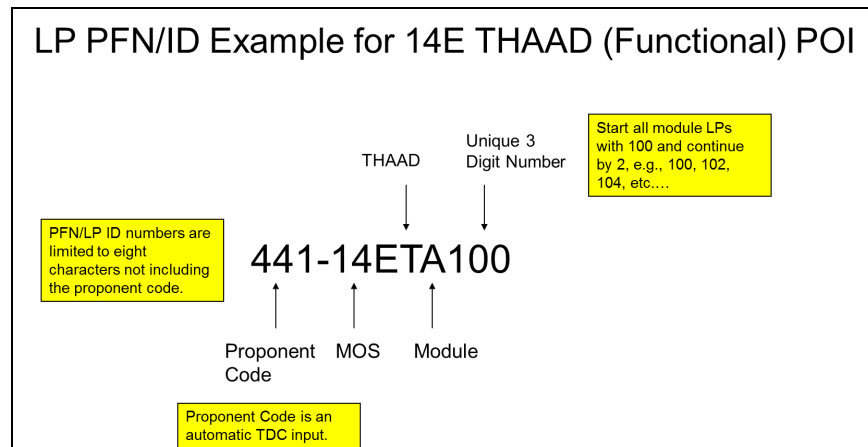 LP PFN/ID Example for 14E THAAD (Functional) POI
THAAD
Unique 3
Digit Number
Start all module LPs
with 100 and continue
by 2, e.g., 100, 102,
104, etc.…
PFN/LP ID numbers are
limited to eight
characters not including
the proponent code.
441-14ETA100
Proponent
Code
MOS
Module
Proponent Code is an
automatic TDC input.